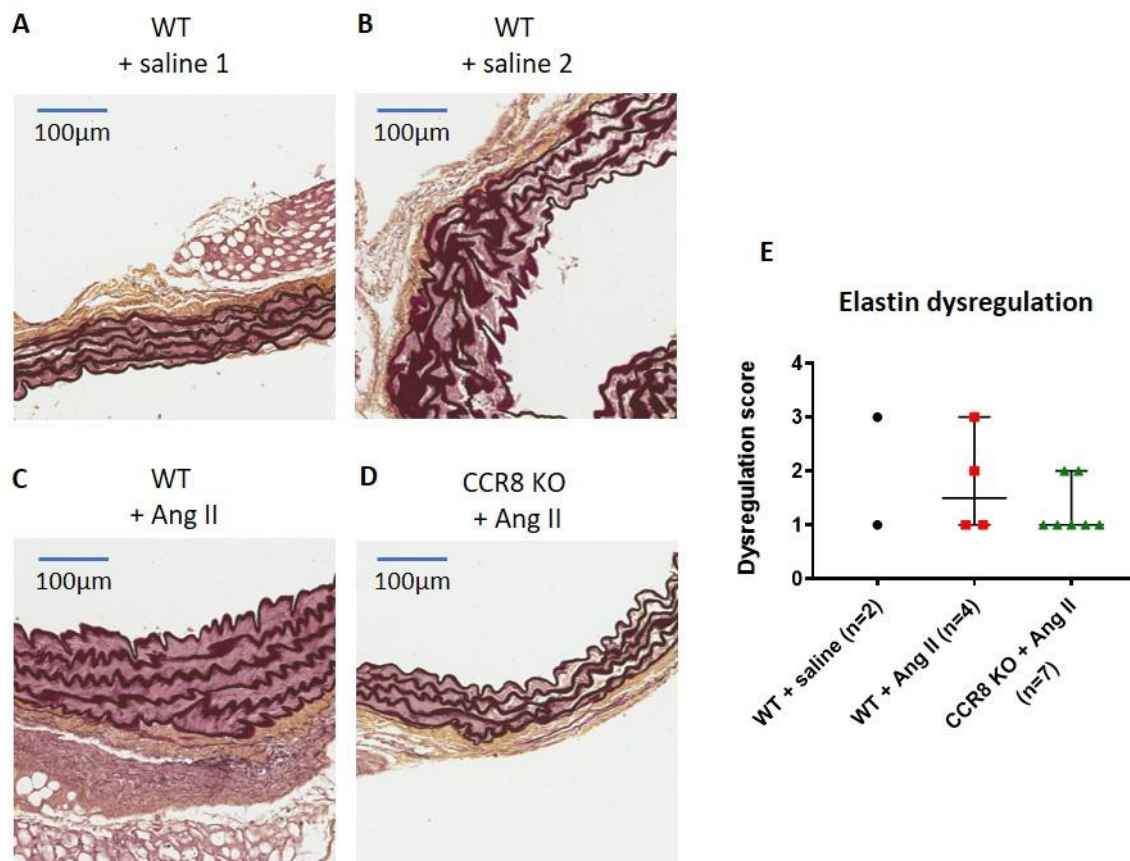 A
WT
+ saline 1
100µm
B
WT
+ saline 2
100µm
C
WT
+ Ang II
100µm
D
CCR8 KO
+ Ang II
100µm
E
Elastin dysregulation
Dysregulation score
4
3
2
1
0
WT + saline (n=2)
WT + Ang II (n=4)
CCR8 KO + Ang II
(n=7)